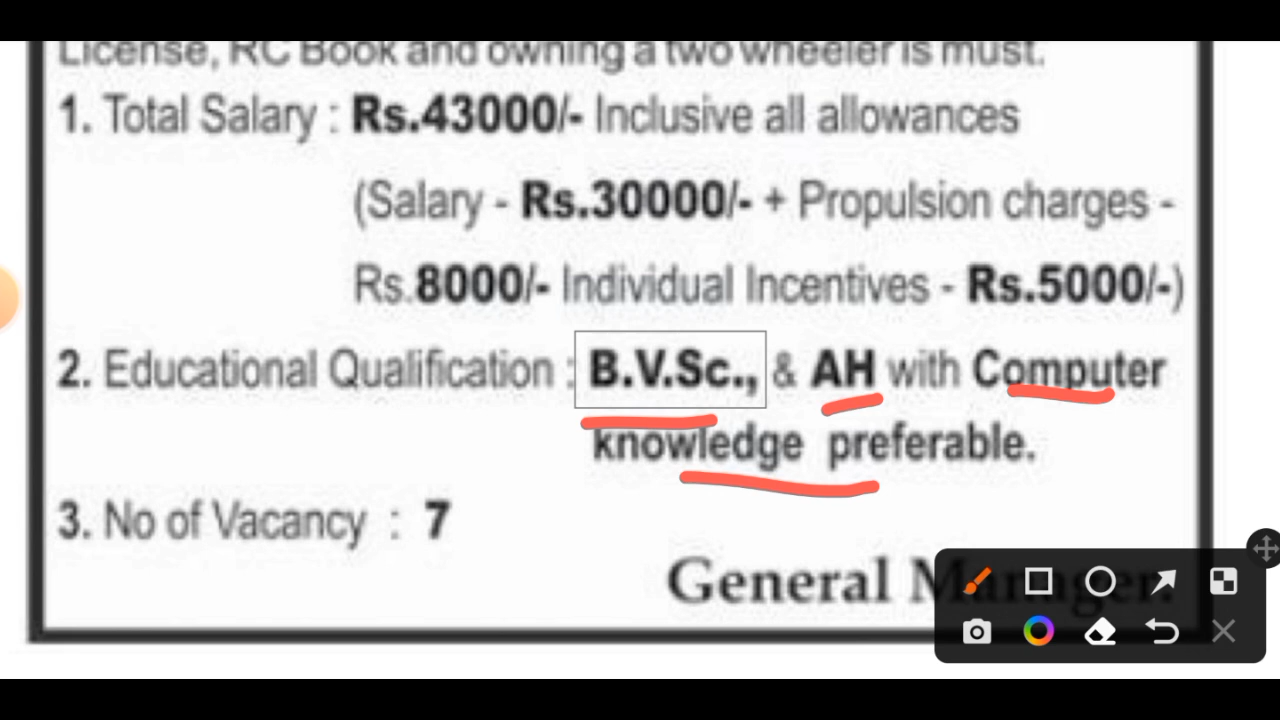 License, RC Book and owning a two wheeler is must.
1. Total Salary : Rs.43000/- Inclusive all allowances
(Salary - Rs.30000/- + Propulsion charges -
Rs.8000/- Individual Incentives - Rs.5000/-)
2. Educational Qualification : B.V.Sc., & AH with Computer
knowledge preferable.
3. No of Vacancy : 7
General Manager.